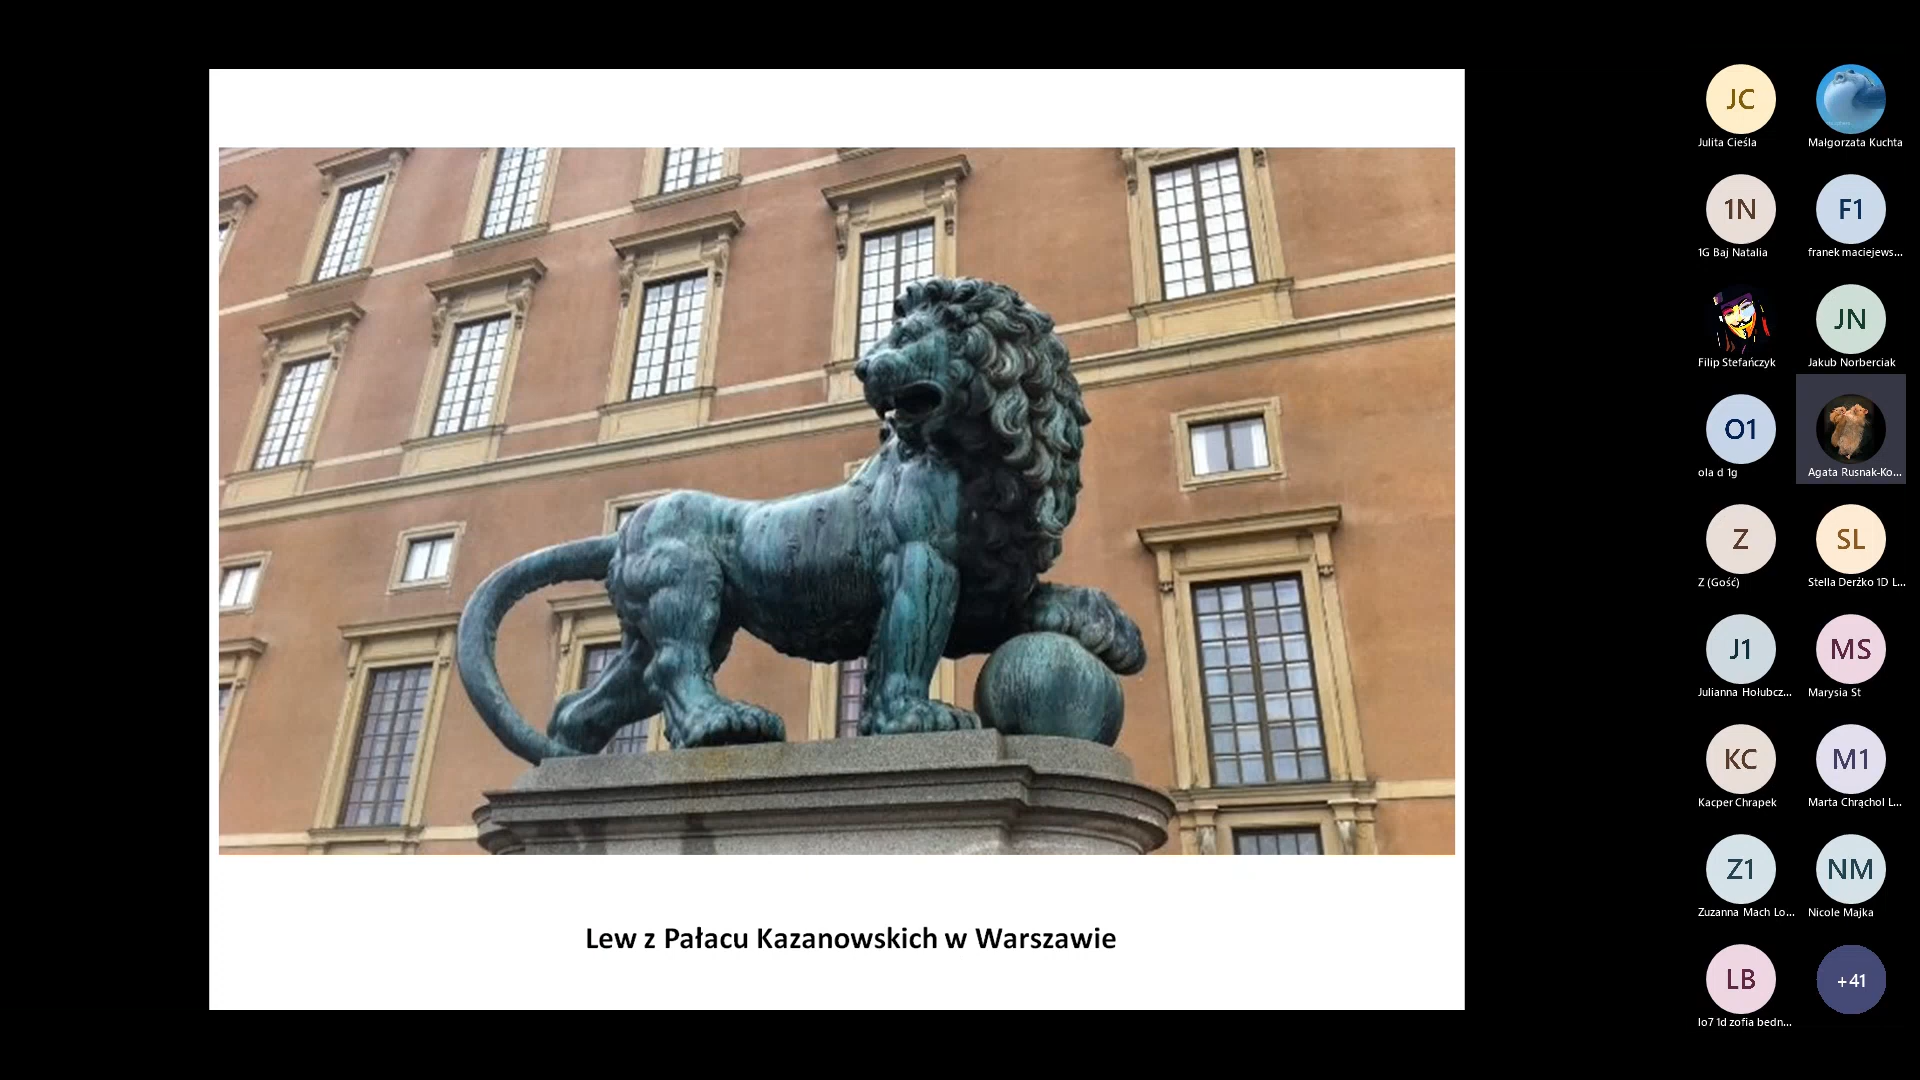 Lew z Pałacu Kazanowskich w Warszawie
JC
Julita Cieśla
Małgorzata Kuchta
1N
1G Baj Natalia
F1
franek maciejews...
Filip Stefańczyk
JN
Jakub Norberciak
O1
ola d 1g
Agata Rusnak-Ko...
Z
Z (Gość)
SL
Stella Derżko 1D L...
J1
Julianna Hołubcz...
MS
Marysia St
KC
Kacper Chrapek
M1
Marta Chrąchol L...
Z1
Zuzanna Mach Lo...
NM
Nicole Majka
LB
lo7 1d zofia bedn...
+41